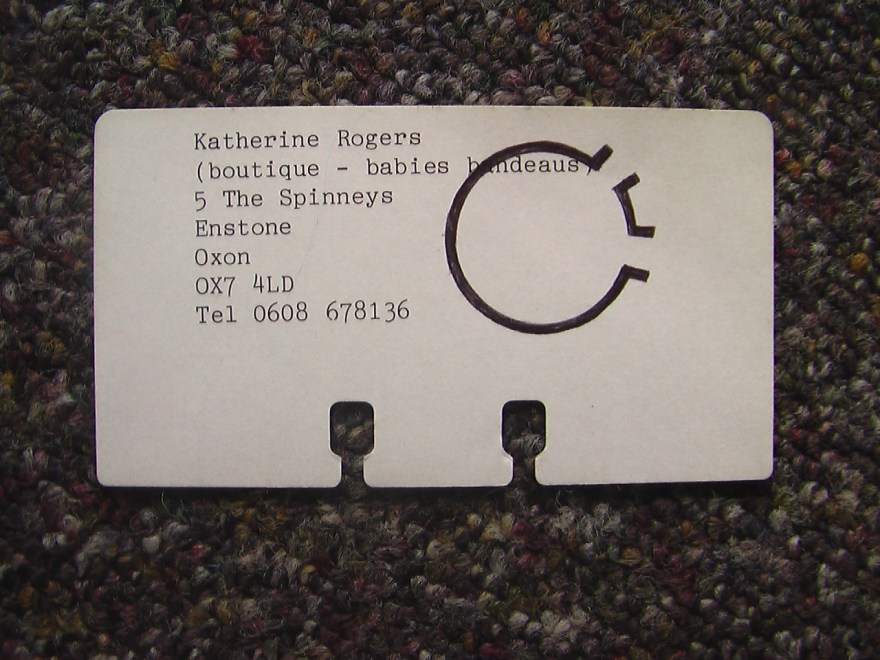 Katherine Rogers
(boutique - babies bandeaus)
5 The Spinneys
Enstone
Oxon
OX7 4LD
Tel 0608 678136